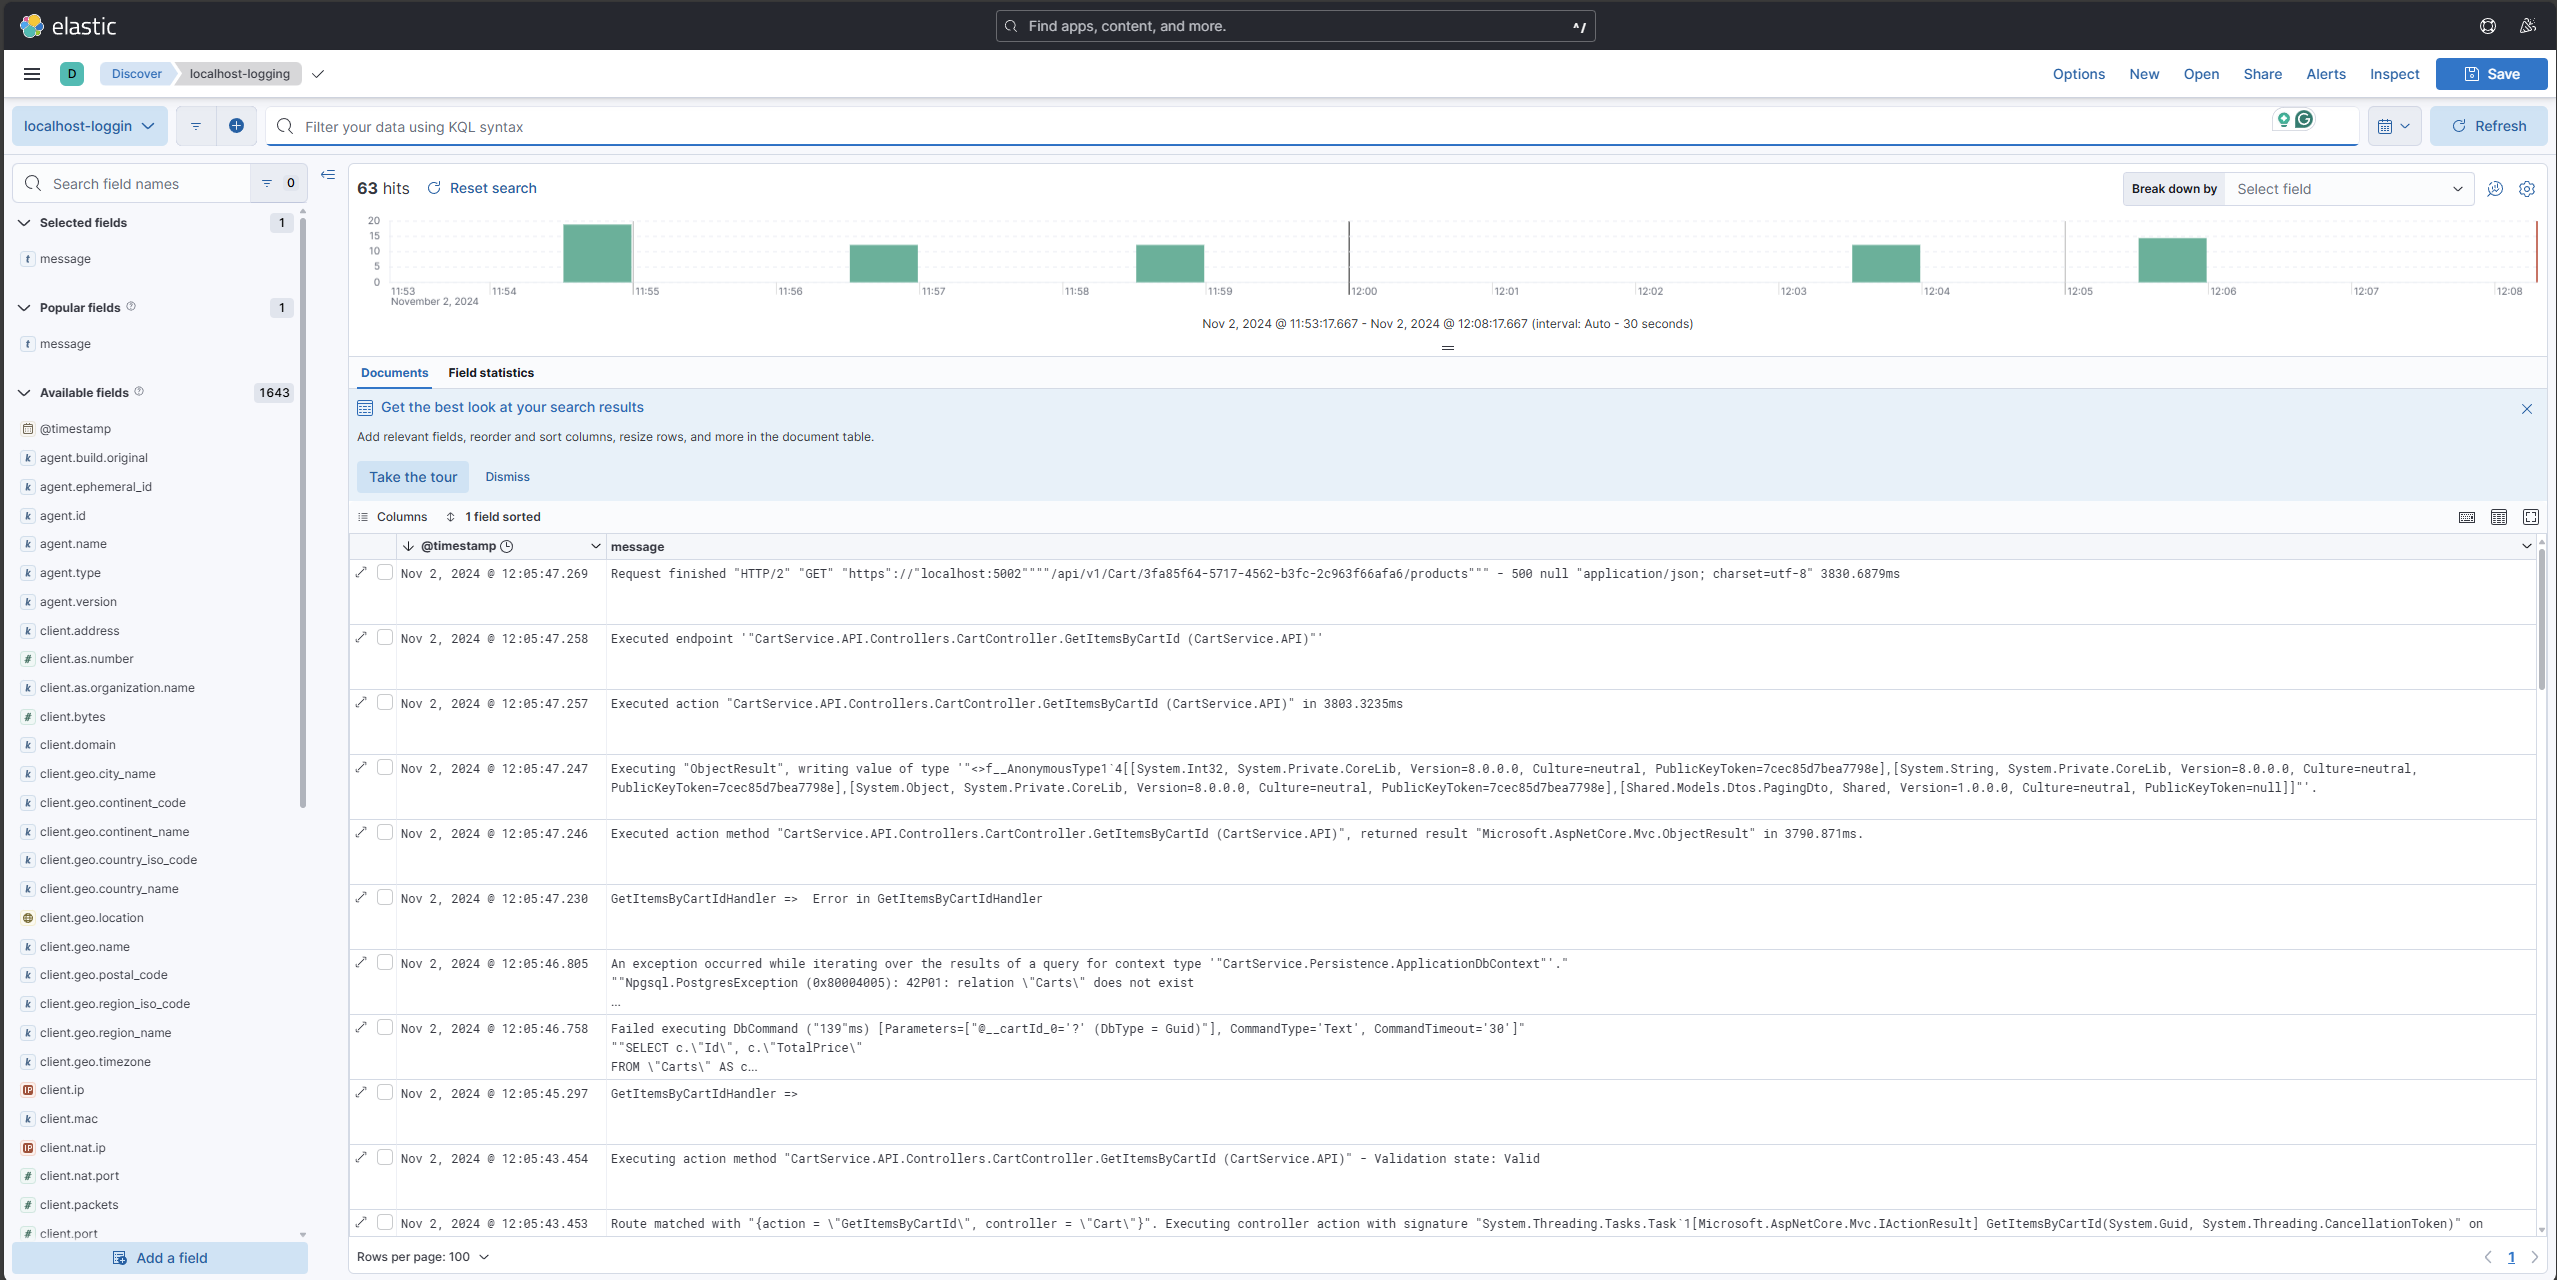 elastic
Find apps, content, and more.
^/
D
Discover
localhost-logging
Options
New
Open
Share
Alerts
Inspect
Save
localhost-loggin
Filter your data using KQL syntax
Refresh
Search field names
0
Selected fields
1
t message
Popular fields
1
t message
Available fields
1643
@timestamp
k agent.build.original
k agent.ephemeral_id
k agent.id
k agent.name
k agent.type
k agent.version
k client.address
# client.as.number
k client.as.organization.name
# client.bytes
k client.domain
k client.geo.city_name
k client.geo.continent_code
k client.geo.continent_name
k client.geo.country_iso_code
k client.geo.country_name
client.geo.location
k client.geo.name
k client.geo.postal_code
k client.geo.region_iso_code
k client.geo.region_name
k client.geo.timezone
IP client.ip
k client.mac
IP client.nat.ip
# client.nat.port
# client.packets
# client.port
Add a field
63 hits
Reset search
Break down by
Select field
20
15
10
5
0
11:53 11:54 11:55 11:56 11:57 11:58 11:59 12:00 12:01 12:02 12:03 12:04 12:05 12:06 12:07 12:08
November 2, 2024
Nov 2, 2024 @ 11:53:17.667 - Nov 2, 2024 @ 12:08:17.667 (interval: Auto - 30 seconds)
Documents
Field statistics
Get the best look at your search results
Add relevant fields, reorder and sort columns, resize rows, and more in the document table.
Take the tour
Dismiss
Columns
1 field sorted
@timestamp
message
Nov 2, 2024 @ 12:05:47.269 Request finished "HTTP/2" "GET" "https"://"localhost:5002""""/api/v1/Cart/3fa85f64-5717-4562-b3fc-2c963f66afa6/products""" - 500 null "application/json; charset=utf-8" 3830.6879ms
Nov 2, 2024 @ 12:05:47.258 Executed endpoint '"CartService.API.Controllers.CartController.GetItemsByCartId (CartService.API)"'
Nov 2, 2024 @ 12:05:47.257 Executed action "CartService.API.Controllers.CartController.GetItemsByCartId (CartService.API)" in 3803.3235ms
Nov 2, 2024 @ 12:05:47.247 Executing "ObjectResult", writing value of type '"<>f__AnonymousType1`4[[System.Int32, System.Private.CoreLib, Version=8.0.0.0, Culture=neutral, PublicKeyToken=7cec85d7bea7798e],[System.String, System.Private.CoreLib, Version=8.0.0.0, Culture=neutral,
PublicKeyToken=7cec85d7bea7798e],[System.Object, System.Private.CoreLib, Version=8.0.0.0, Culture=neutral, PublicKeyToken=7cec85d7bea7798e],[Shared.Models.Dtos.PagingDto, Shared, Version=1.0.0.0, Culture=neutral, PublicKeyToken=null]]"'.
Nov 2, 2024 @ 12:05:47.246 Executed action method "CartService.API.Controllers.CartController.GetItemsByCartId (CartService.API)", returned result "Microsoft.AspNetCore.Mvc.ObjectResult" in 3790.871ms.
Nov 2, 2024 @ 12:05:47.230 GetItemsByCartIdHandler =>  Error in GetItemsByCartIdHandler
Nov 2, 2024 @ 12:05:46.805 An exception occurred while iterating over the results of a query for context type '"CartService.Persistence.ApplicationDbContext"'."
""Npgsql.PostgresException (0x80004005): 42P01: relation \"Carts\" does not exist
...
Nov 2, 2024 @ 12:05:46.758 Failed executing DbCommand ("139"ms) [Parameters=["@__cartId_0='?' (DbType = Guid)"], CommandType='Text', CommandTimeout='30']"
""SELECT c.\"Id\", c.\"TotalPrice\"
FROM \"Carts\" AS c...
Nov 2, 2024 @ 12:05:45.297 GetItemsByCartIdHandler =>
Nov 2, 2024 @ 12:05:43.454 Executing action method "CartService.API.Controllers.CartController.GetItemsByCartId (CartService.API)" - Validation state: Valid
Nov 2, 2024 @ 12:05:43.453 Route matched with "{action = \"GetItemsByCartId\", controller = \"Cart\"}". Executing controller action with signature "System.Threading.Tasks.Task`1[Microsoft.AspNetCore.Mvc.IActionResult] GetItemsByCartId(System.Guid, System.Threading.CancellationToken)" on
Rows per page: 100
1